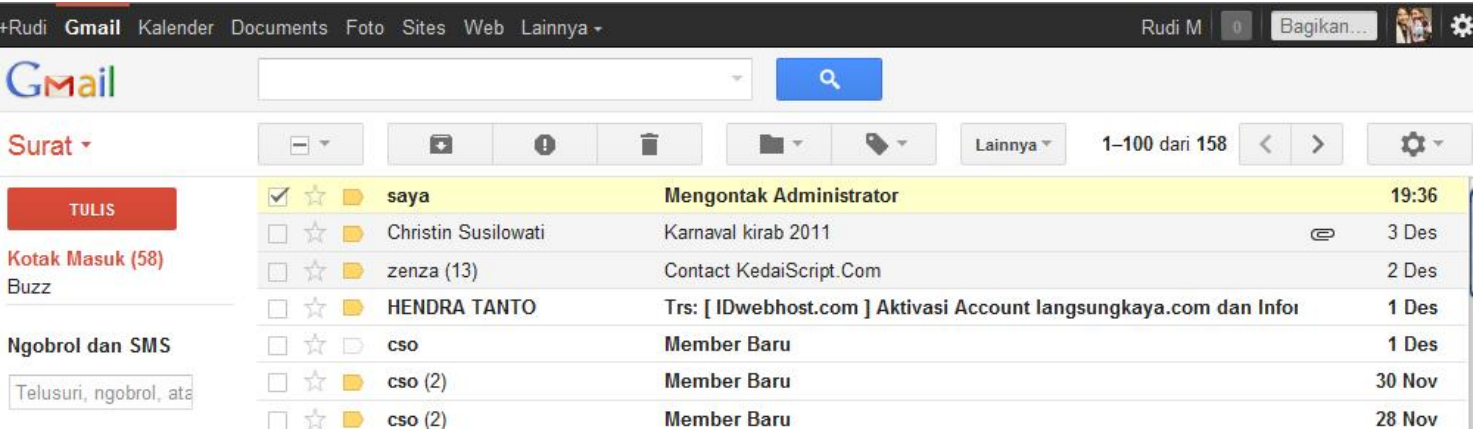 +Rudi Gmail Kalender Documents Foto Sites Web Lainnya Rudi M 0 Bagikan...
Gmail
Surat Lainnya 1–100 dari 158
TULIS
Kotak Masuk (58)
Buzz
Ngobrol dan SMS
Telusuri, ngobrol, ata
saya Mengontak Administrator 19:36
Christin Susilowati Karnaval kirab 2011 3 Des
zenza (13) Contact KedaiScript.Com 2 Des
HENDRA TANTO Trs: [ IDwebhost.com ] Aktivasi Account langsungkaya.com dan Infor 1 Des
cso Member Baru 1 Des
cso (2) Member Baru 30 Nov
cso (2) Member Baru 28 Nov